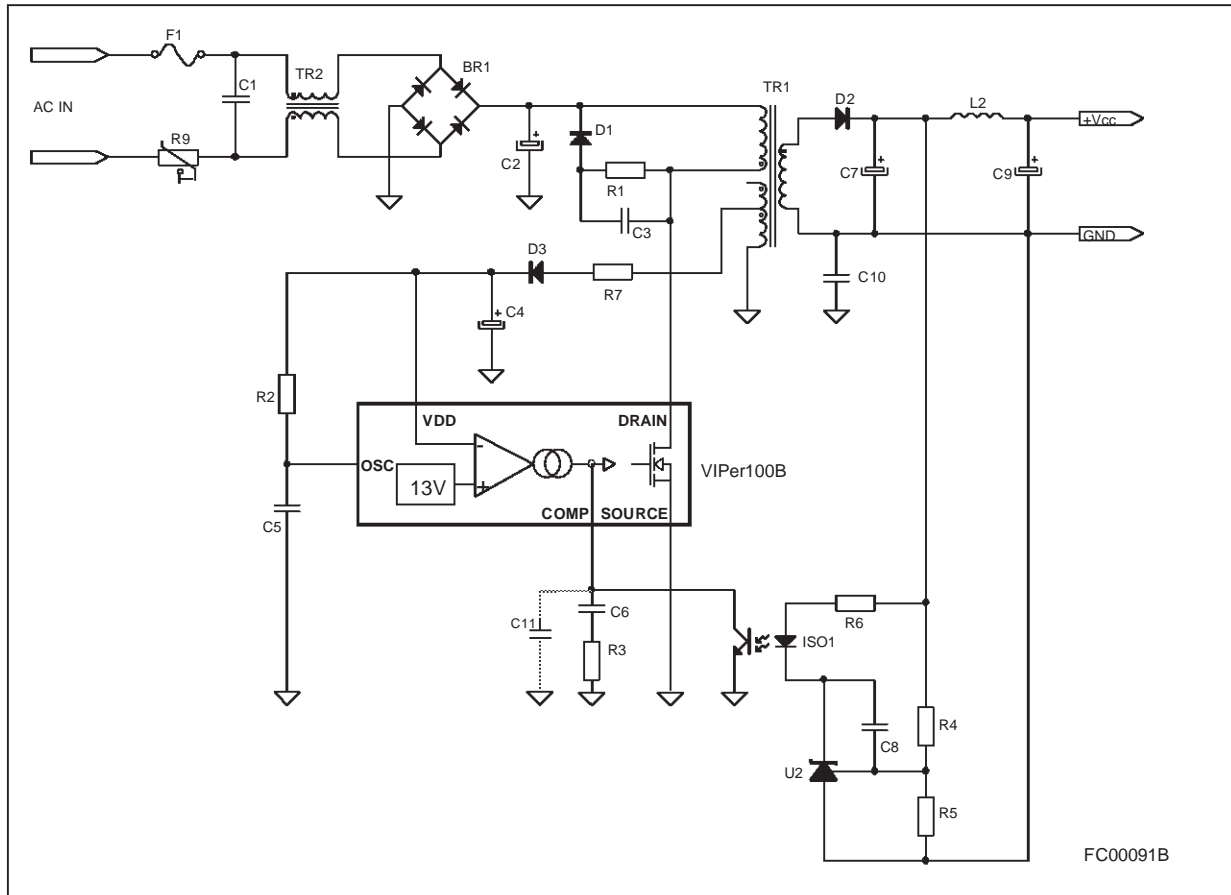 F1
BR1
TR2
TR1
C1
D2
L2
AC IN
+Vcc
D1
R9
C2
C7
C9
R1
C3
GND
D3
R7
C10
C4
R2
VDD
DRAIN
-
OSC
VIPer100B
13V
+
COMP
SOURCE
C5
C6
C11
R6
R3
ISO1
R4
C8
U2
R5
FC00091B
+
+
+
+